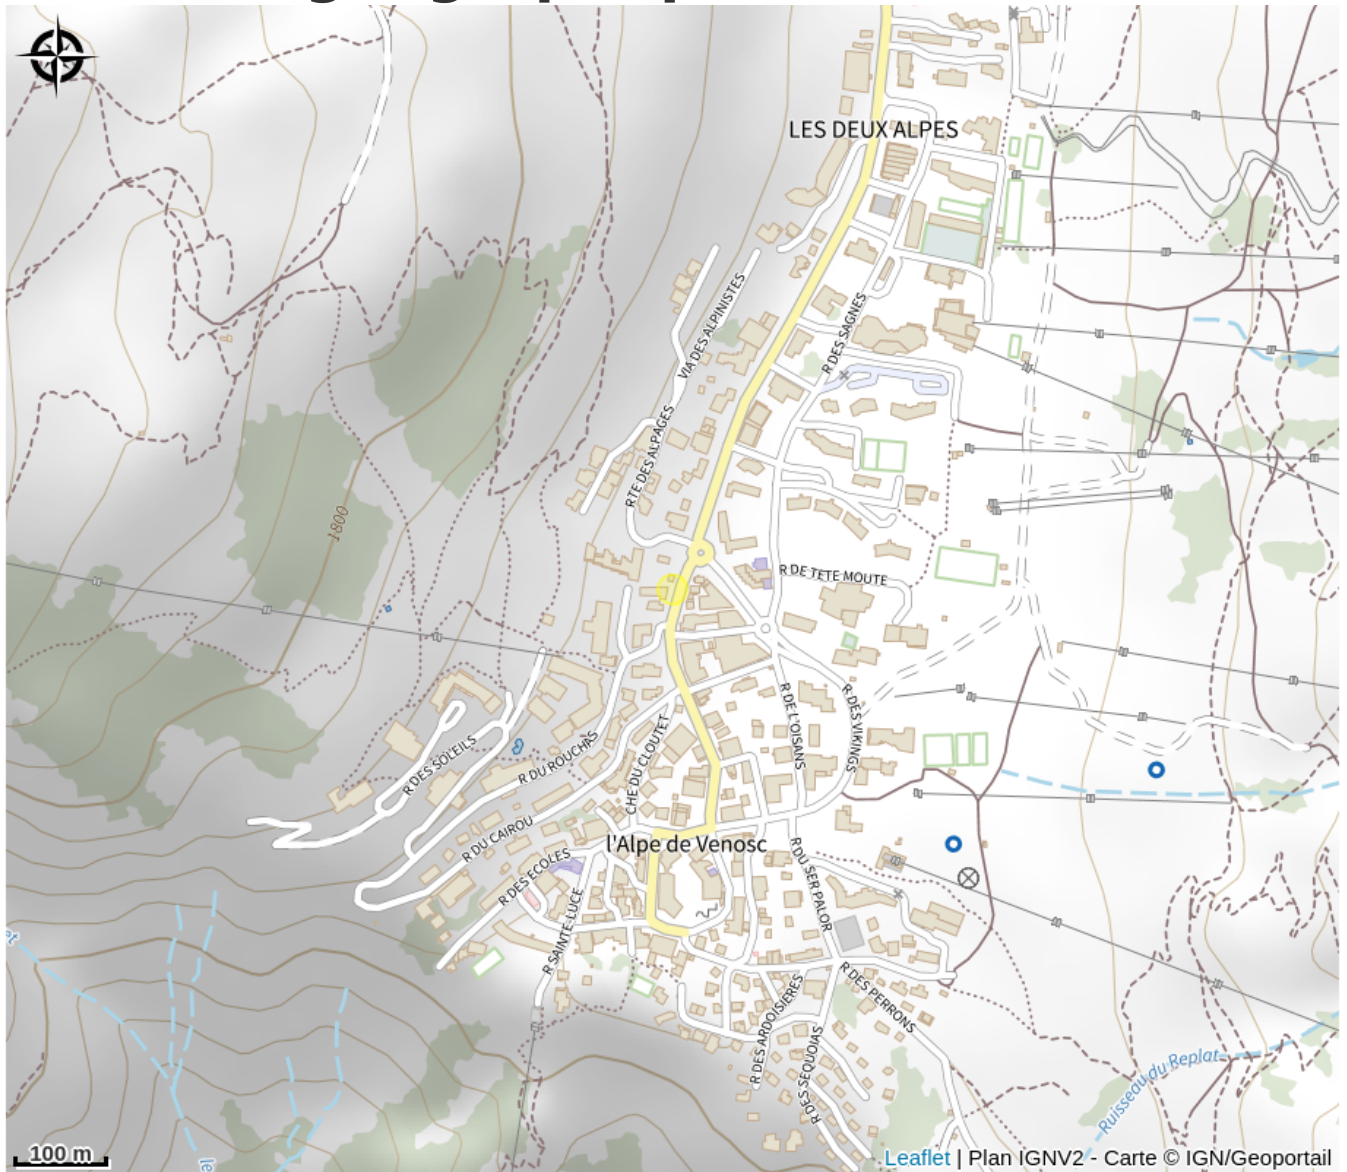 LES DEUX ALPES
VIA DES ALPINISTES
R DES SAGNES
RTE DES ALPAGES
1800
R DE TETE MOUTE
R DE L'OISANS
R DES VIKINGS
CHE DU CLOUTET
R DES SOLEILS
R DU ROUCHAS
R DU CAIROU
l'Alpe de Venosc
R DES ECOLES
R DU SER PALOR
R SAINTE-LUCE
R DES PERRONS
R DES ARDOISIERES
R DES SEQUOIAS
Ruisseau du Replat
et
le
100 m
Leaflet | Plan IGNV2 - Carte © IGN/Geoportail